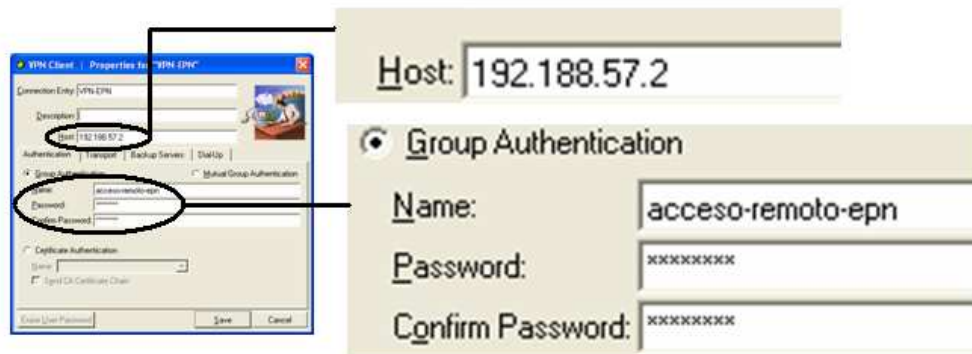 VPN Client | Properties for "VPN-EPN"
Connection Entry: VPN-EPN
Description:
Host: 192.188.57.2
Authentication | Transport | Backup Servers | Dial-Up
Group Authentication
Mutual Group Authentication
Name: acceso-remoto-epn
Password: ********
Confirm Password: ********
Certificate Authentication
Name:
Send CA Certificate Chain
Erase User Password
Save
Cancel
Host: 192.188.57.2
Group Authentication
Name: acceso-remoto-epn
Password: ********
Confirm Password: ********